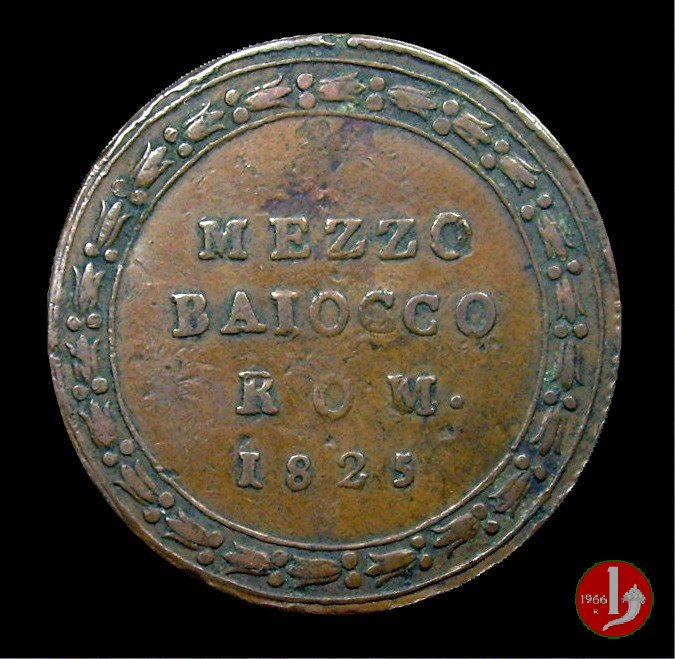 MEZZO
BAIOCCO
ROM.
1825
1966
R